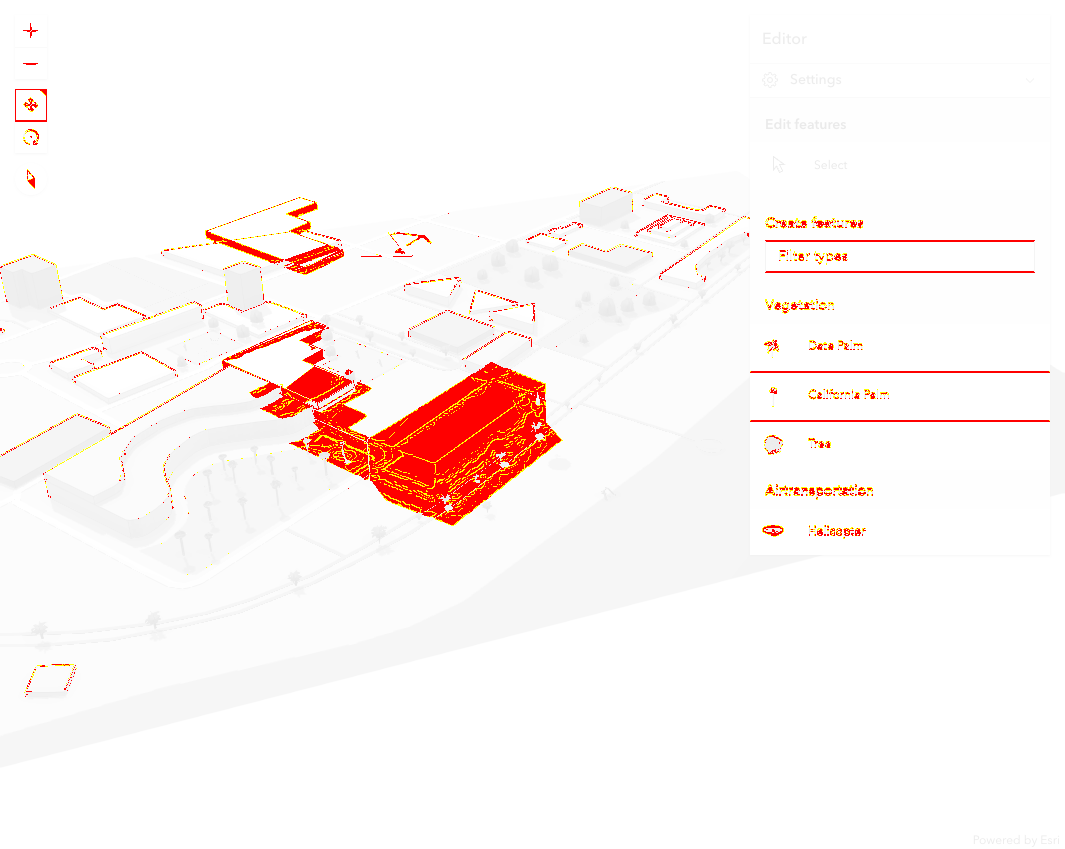 Editor
Settings
Edit features
Select
Create features
Filter types
Vegetation
Date Palm
California Palm
Tree
Air transportation
Helicopter
Powered by Esri